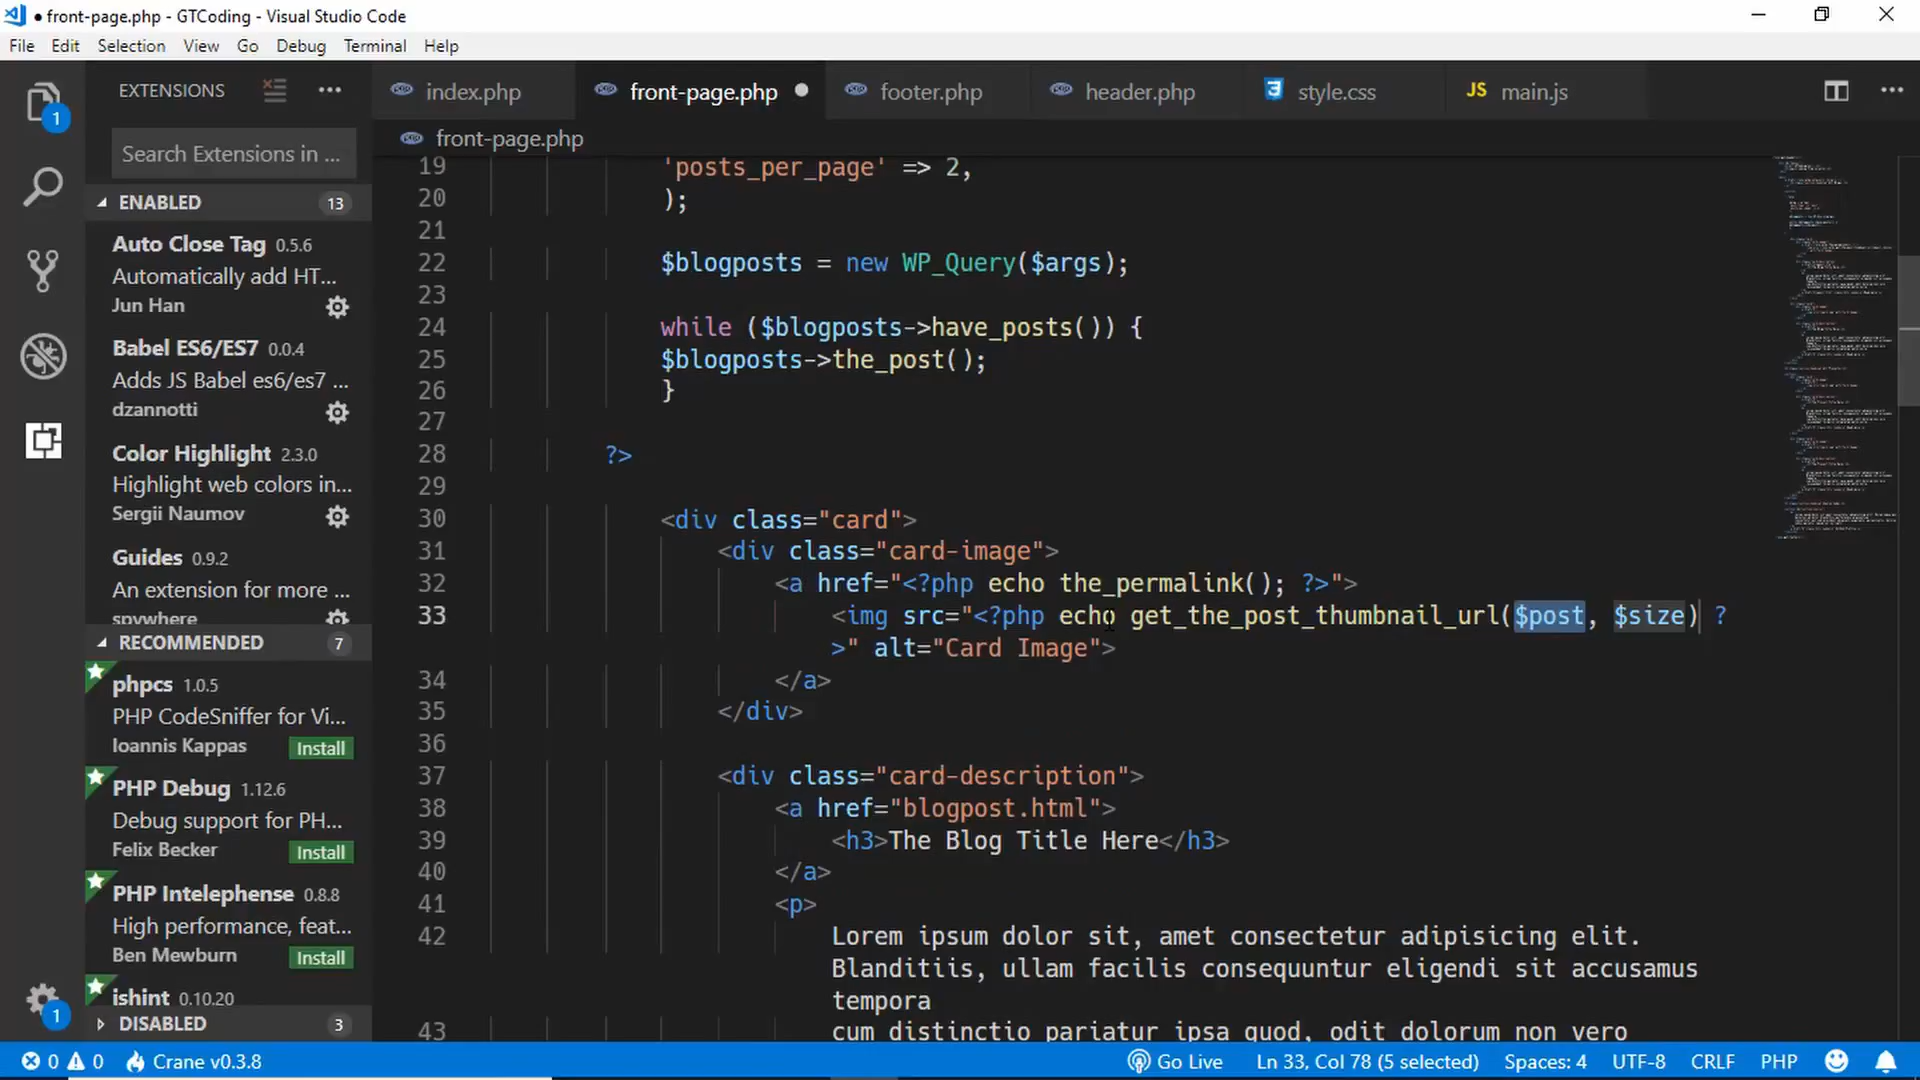 ● front-page.php - GTCoding - Visual Studio Code
File Edit Selection View Go Debug Terminal Help
EXTENSIONS
Search Extensions in ...
ENABLED 13
Auto Close Tag 0.5.6
Automatically add HT...
Jun Han
Babel ES6/ES7 0.0.4
Adds JS Babel es6/es7 ...
dzannotti
Color Highlight 2.3.0
Highlight web colors in...
Sergii Naumov
Guides 0.9.2
An extension for more ...
spywhere
RECOMMENDED 7
phpcs 1.0.5
PHP CodeSniffer for Vi...
Ioannis Kappas Install
PHP Debug 1.12.6
Debug support for PH...
Felix Becker Install
PHP Intelephense 0.8.8
High performance, feat...
Ben Mewburn Install
jshint 0.10.20
DISABLED 3
1
1
index.php front-page.php ● footer.php header.php style.css JS main.js
front-page.php
19 'posts_per_page' => 2,
20 );
21
22 $blogposts = new WP_Query($args);
23
24 while ($blogposts->have_posts()) {
25 $blogposts->the_post();
26 }
27
28 ?>
29
30 <div class="card">
31 <div class="card-image">
32 <a href="<?php echo the_permalink(); ?>">
33 <img src="<?php echo get_the_post_thumbnail_url($post, $size) ?
>" alt="Card Image">
34 </a>
35 </div>
36
37 <div class="card-description">
38 <a href="blogpost.html">
39 <h3>The Blog Title Here</h3>
40 </a>
41 <p>
42 Lorem ipsum dolor sit, amet consectetur adipisicing elit.
Blanditiis, ullam facilis consequuntur eligendi sit accusamus
tempora
43 cum distinctio pariatur ipsa quod, odit dolorum non vero
0 0 Crane v0.3.8 Go Live Ln 33, Col 78 (5 selected) Spaces: 4 UTF-8 CRLF PHP